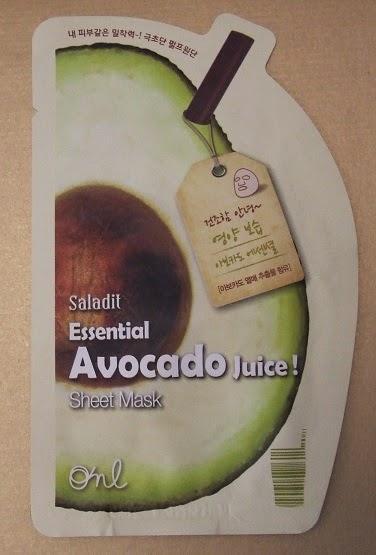 내 피부같은 밀착력~! 극초단 펄프원단
건조함 안녕~
영양 보습
아보카도 에센스
[아보카도 열매 추출물 함유]
Saladit
Essential
Avocado Juice!
Sheet Mask